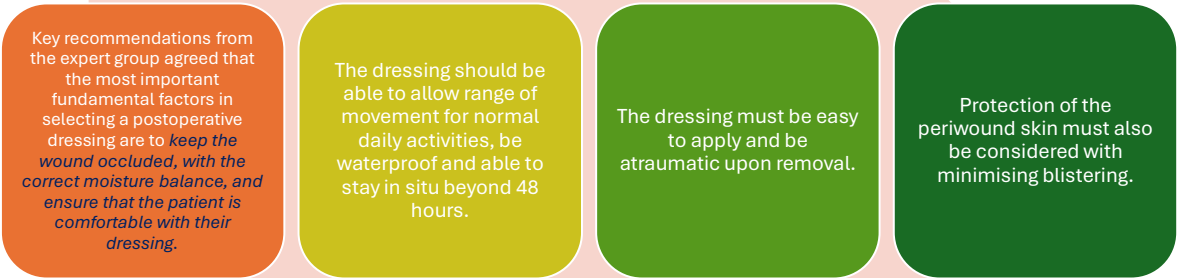 Key recommendations from
the expert group agreed that
the most important
fundamental factors in
selecting a postoperative
dressing are to keep the
wound occluded, with the
correct moisture balance, and
ensure that the patient is
comfortable with their
dressing.
The dressing should be
able to allow range of
movement for normal
daily activities, be
waterproof and able to
stay in situ beyond 48
hours.
The dressing must be easy
to apply and be
atraumatic upon removal.
Protection of the
periwound skin must also
be considered with
minimising blistering.